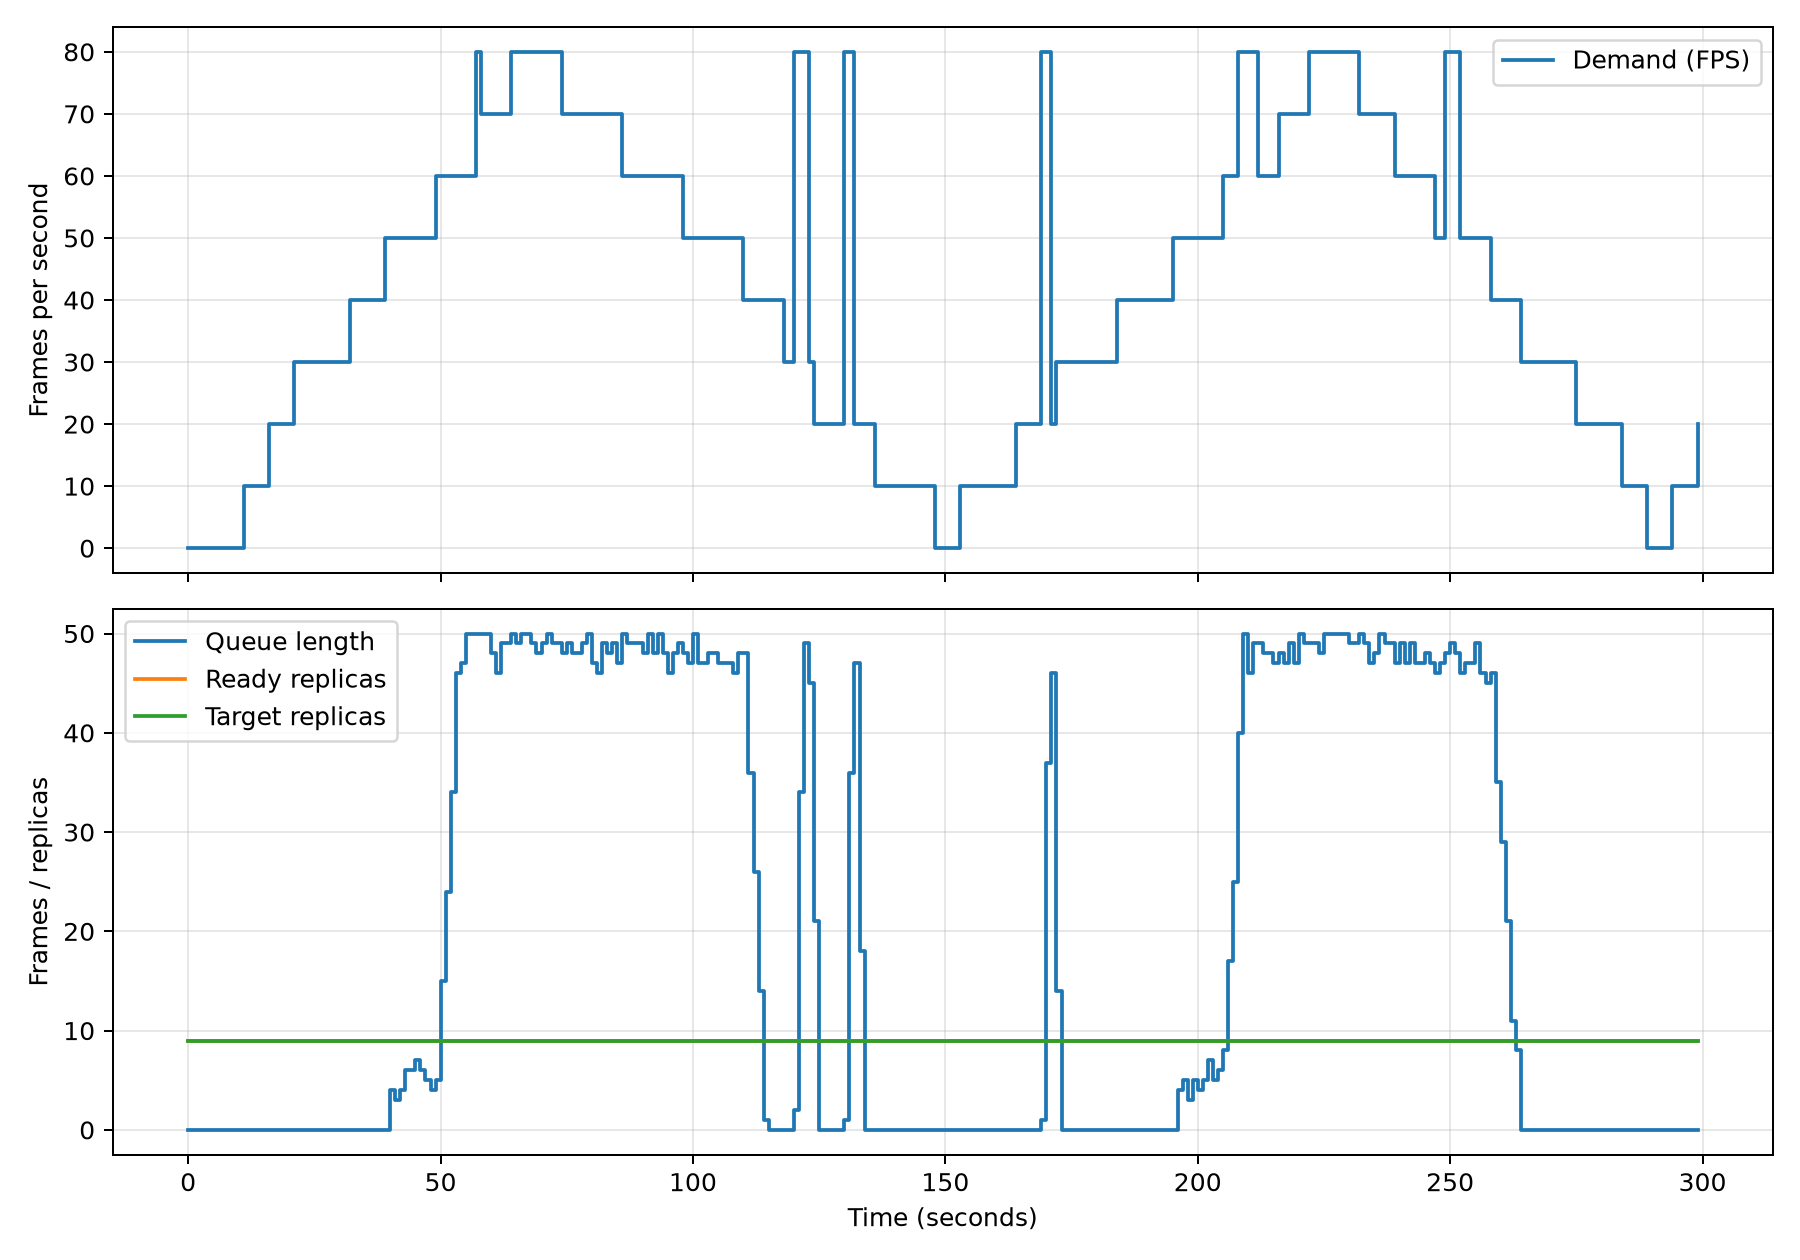 80
70
60
50
40
30
20
10
0
Frames per second
Demand (FPS)
50
40
30
20
10
0
Frames / replicas
Queue length
Ready replicas
Target replicas
0 50 100 150 200 250 300
Time (seconds)